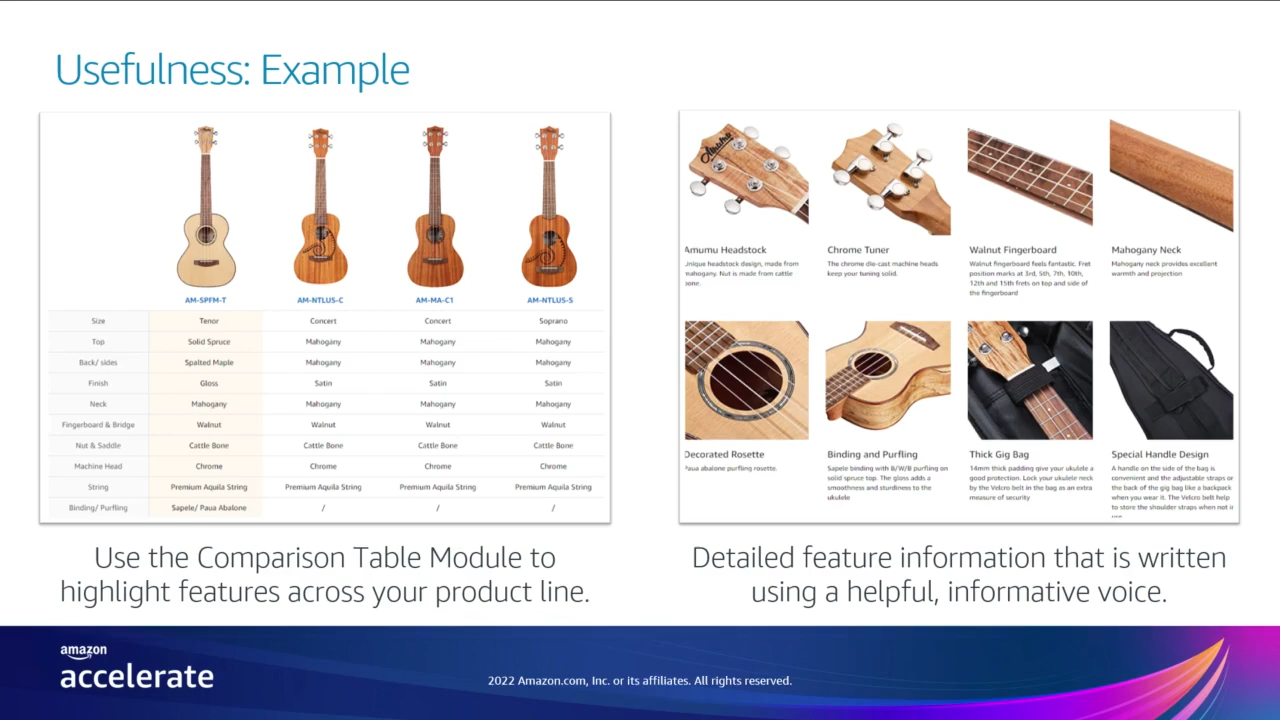 Usefulness: Example
AM-SPFM-T AM-NTLUS-C AM-MA-C1 AM-NTLUS-S
Size Tenor Concert Concert Soprano
Top Solid Spruce Mahogany Mahogany Mahogany
Back/ sides Spalted Maple Mahogany Mahogany Mahogany
Finish Gloss Satin Satin Satin
Neck Mahogany Mahogany Mahogany Mahogany
Fingerboard & Bridge Walnut Walnut Walnut Walnut
Nut & Saddle Cattle Bone Cattle Bone Cattle Bone Cattle Bone
Machine Head Chrome Chrome Chrome Chrome
String Premium Aquila String Premium Aquila String Premium Aquila String Premium Aquila String
Binding/ Purfling Sapele/ Paua Abalone / / /
Use the Comparison Table Module to
highlight features across your product line.
Amumu
Amumu Headstock
Unique headstock design, made from
mahogany. Nut is made from cattle
bone.
Chrome Tuner
The chrome die-cast machine heads
keep your tuning solid.
Walnut Fingerboard
Walnut fingerboard feels fantastic. Fret
position marks at 3rd, 5th, 7th, 10th,
12th and 15th frets on top and side of
the fingerboard
Mahogany Neck
Mahogany neck provides excellent
warmth and projection
Decorated Rosette
Paua abalone purfling rosette.
Binding and Purfling
Sapele binding with B/W/B purfling on
solid spruce top. The gloss adds a
smoothness and sturdiness to the
ukulele
Thick Gig Bag
14mm thick padding give your ukulele a
good protection. Lock your ukulele neck
by the Velcro belt in the bag as an extra
measure of security
Special Handle Design
A handle on the side of the bag is
convenient and the adjustable straps on
the back of the gig bag like a backpack
when you wear it. The Velcro belt help
to store the shoulder straps when not in
Detailed feature information that is written
using a helpful, informative voice.
amazon
accelerate
2022 Amazon.com, Inc. or its affiliates. All rights reserved.